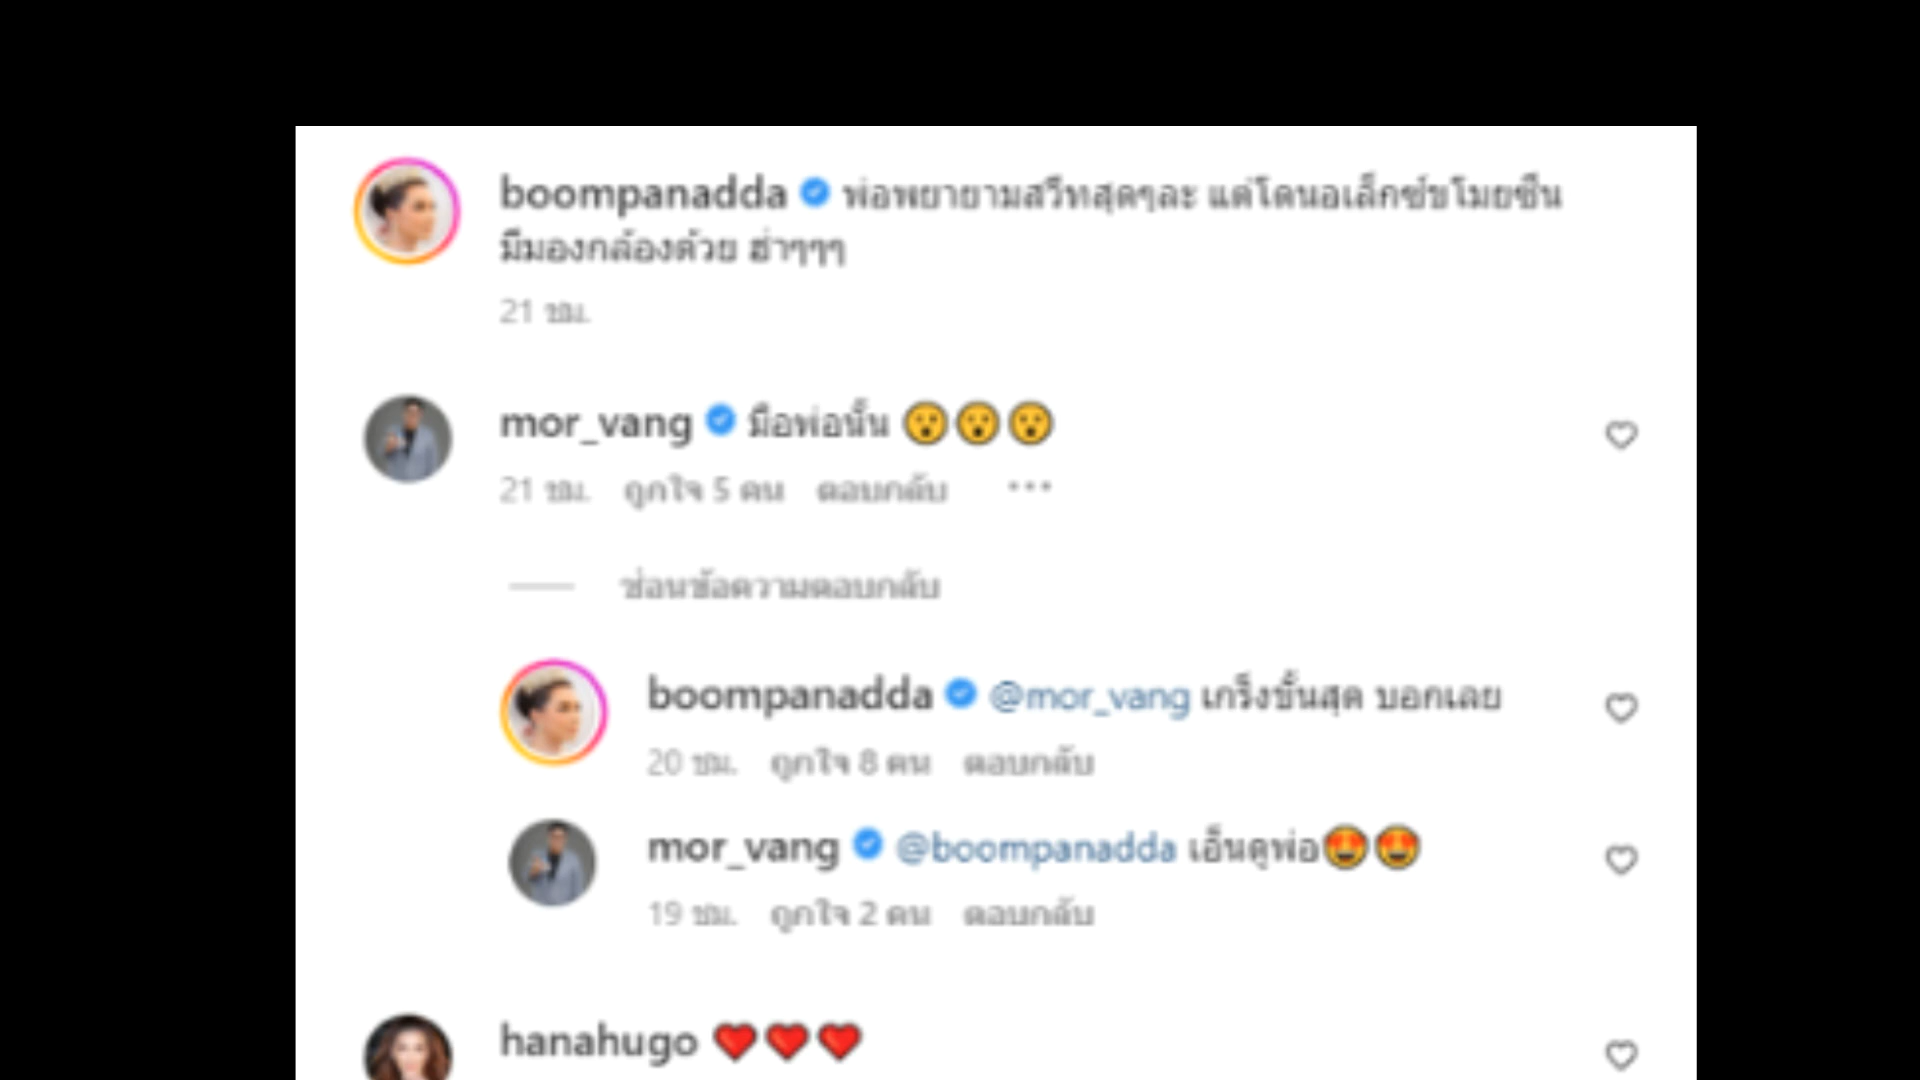 boompanadda พ่อพยายามสวีทสุดๆละ แต่โดนอเล็กซ์ขโมยซีน
มีมองกล้องด้วย ฮ่าๆๆๆ
21 ชม.
mor_vang มือพ่อนั้น 😮😮😮
21 ชม. ถูกใจ 5 คน ตอบกลับ ...
ซ่อนข้อความตอบกลับ
boompanadda @mor_vang เกร็งขั้นสุด บอกเลย
20 ชม. ถูกใจ 8 คน ตอบกลับ
mor_vang @boompanadda เอ็นดูพ่อ😍😍
19 ชม. ถูกใจ 2 คน ตอบกลับ
hanahugo ❤️❤️❤️